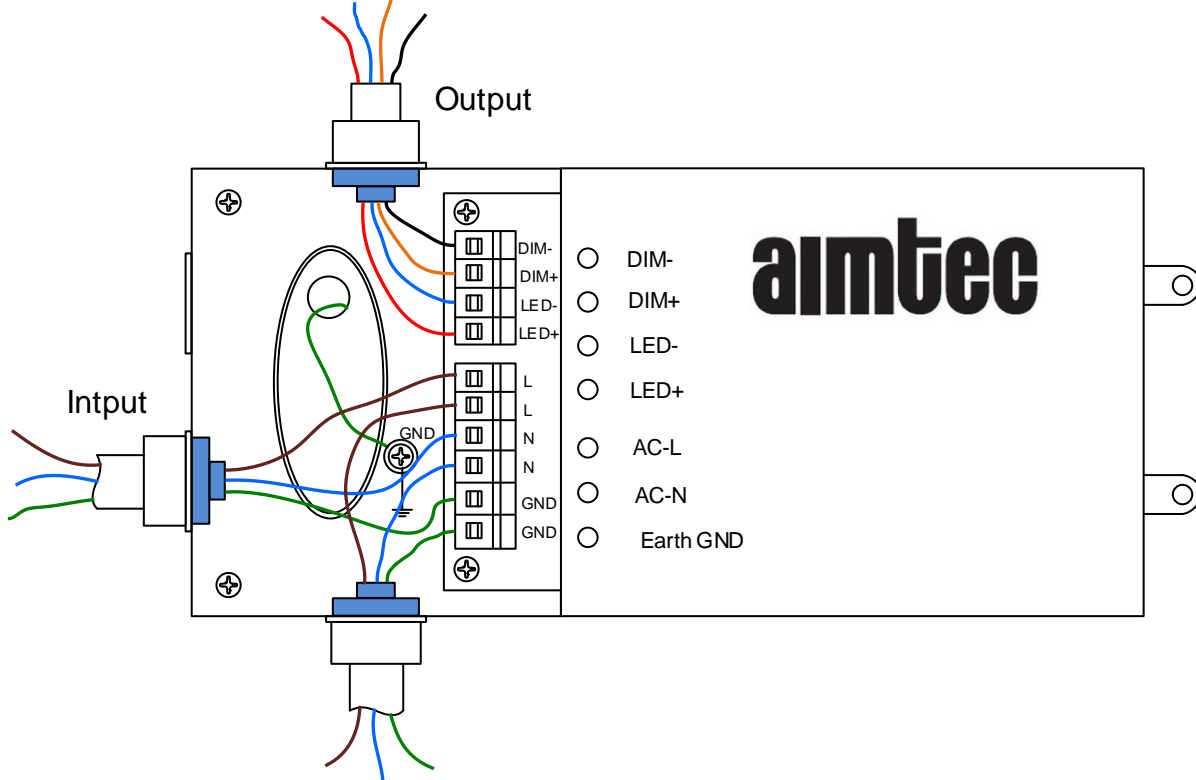 Output
DIM-
DIM+
LED-
LED+
L
L
N
N
GND
GND
GND
Intput
aimtec
DIM-
DIM+
LED-
LED+
AC-L
AC-N
Earth GND